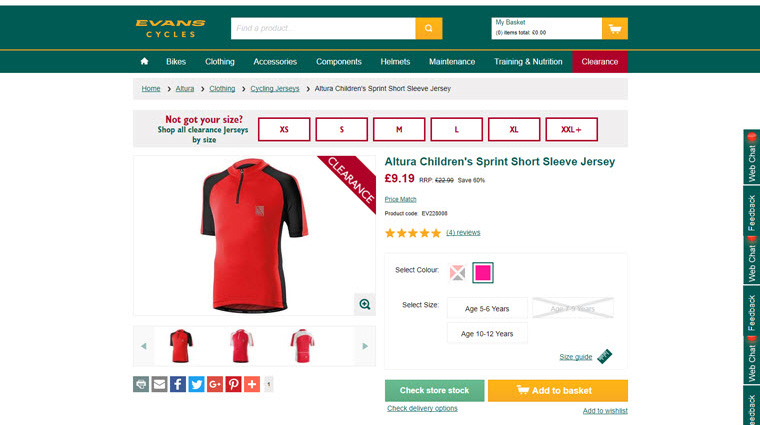 EVANS
CYCLES
Find a product...
My Basket
(0) items total: £0.00
Bikes Clothing Accessories Components Helmets Maintenance Training & Nutrition Clearance
Home Altura Clothing Cycling Jerseys Altura Children's Sprint Short Sleeve Jersey
Not got your size?
Shop all clearance Jerseys
by size
XS S M L XL XXL+
CLEARANCE
Altura Children's Sprint Short Sleeve Jersey
£9.19 RRP: £22.99 Save 60%
Price Match
Product code: EV228088
(4) reviews
Select Colour:
Select Size:
Age 5-6 Years
Age 7-9 Years
Age 10-12 Years
Size guide
1
Check store stock
Add to basket
Check delivery options
Add to wishlist
Web Chat
Feedback
Web Chat
Feedback
Web Chat
edback